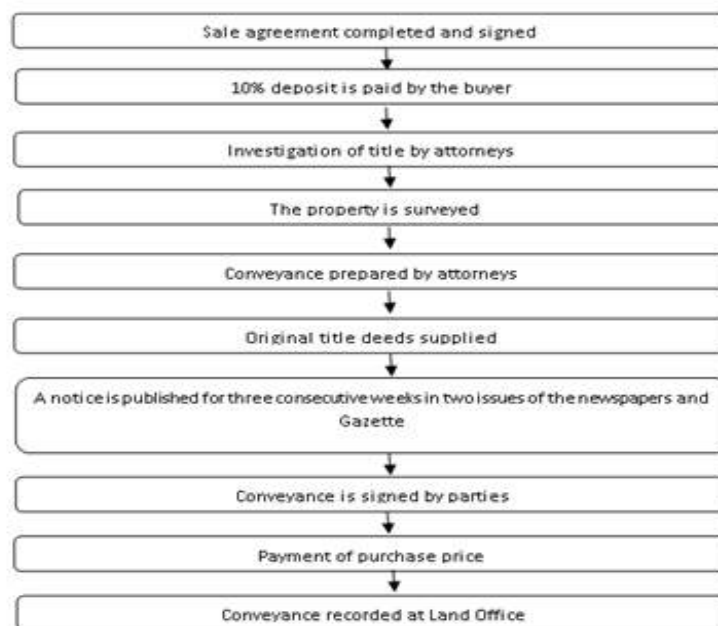 Sale agreement completed and signed
10% deposit is paid by the buyer
Investigation of title by attorneys
The property is surveyed
Conveyance prepared by attorneys
Original title deeds supplied
A notice is published for three consecutive weeks in two issues of the newspapers and
Gazette
Conveyance is signed by parties
Payment of purchase price
Conveyance recorded at Land Office